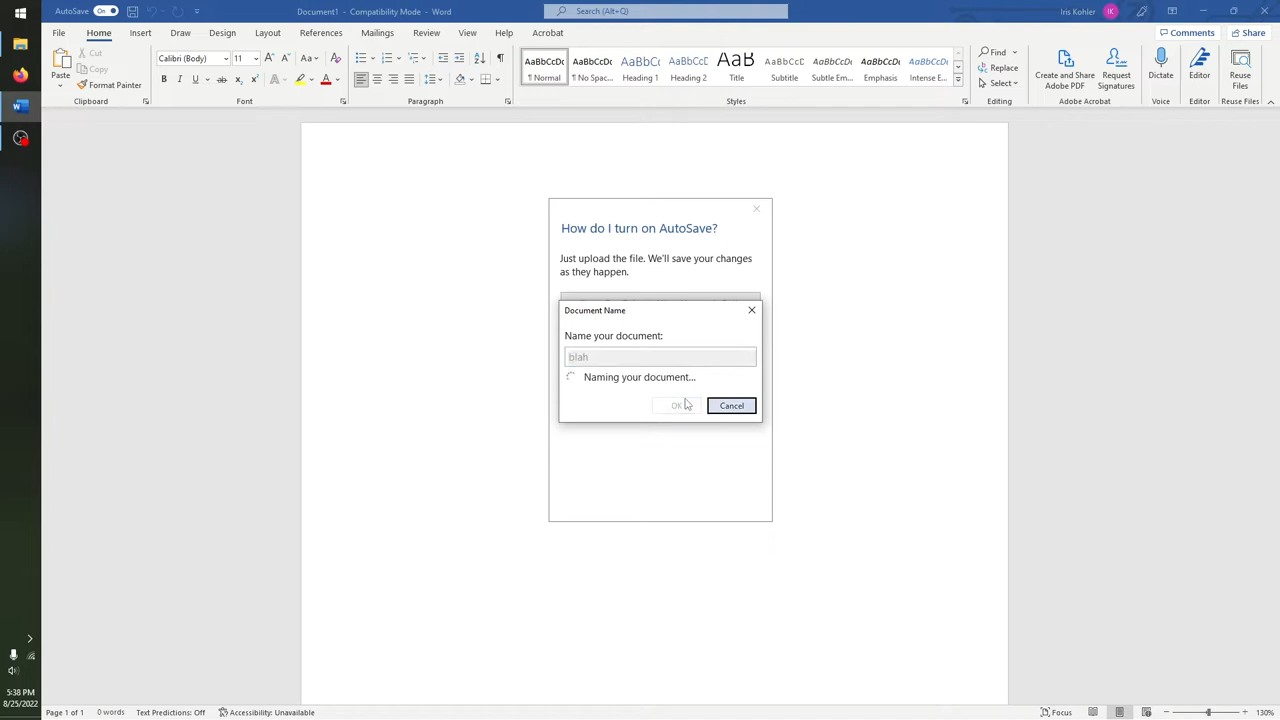 AutoSave On Document1 - Compatibility Mode - Word Search (Alt+Q) Iris Kohler IK
File Home Insert Draw Design Layout References Mailings Review View Help Acrobat Comments Share
Paste Cut Copy Format Painter
Clipboard
Calibri (Body) 11
Font
Paragraph
AaBbCcDc AaBbCcDc AaBbC( AaBbCcC AaB AaBbCcD AaBbCcDc AaBbCcDc AaBbCcDc
¶ Normal ¶ No Spac... Heading 1 Heading 2 Title Subtitle Subtle Em... Emphasis Intense E...
Styles
Find
Replace
Select
Editing
Create and Share Adobe PDF
Request Signatures
Adobe Acrobat
Dictate
Voice
Editor
Editor
Reuse Files
Reuse Files
How do I turn on AutoSave?
Just upload the file. We'll save your changes
as they happen.
Document Name
Name your document:
blah
Naming your document...
OK Cancel
5:38 PM
8/25/2022
Page 1 of 1 0 words Text Predictions: Off Accessibility: Unavailable Focus 130%